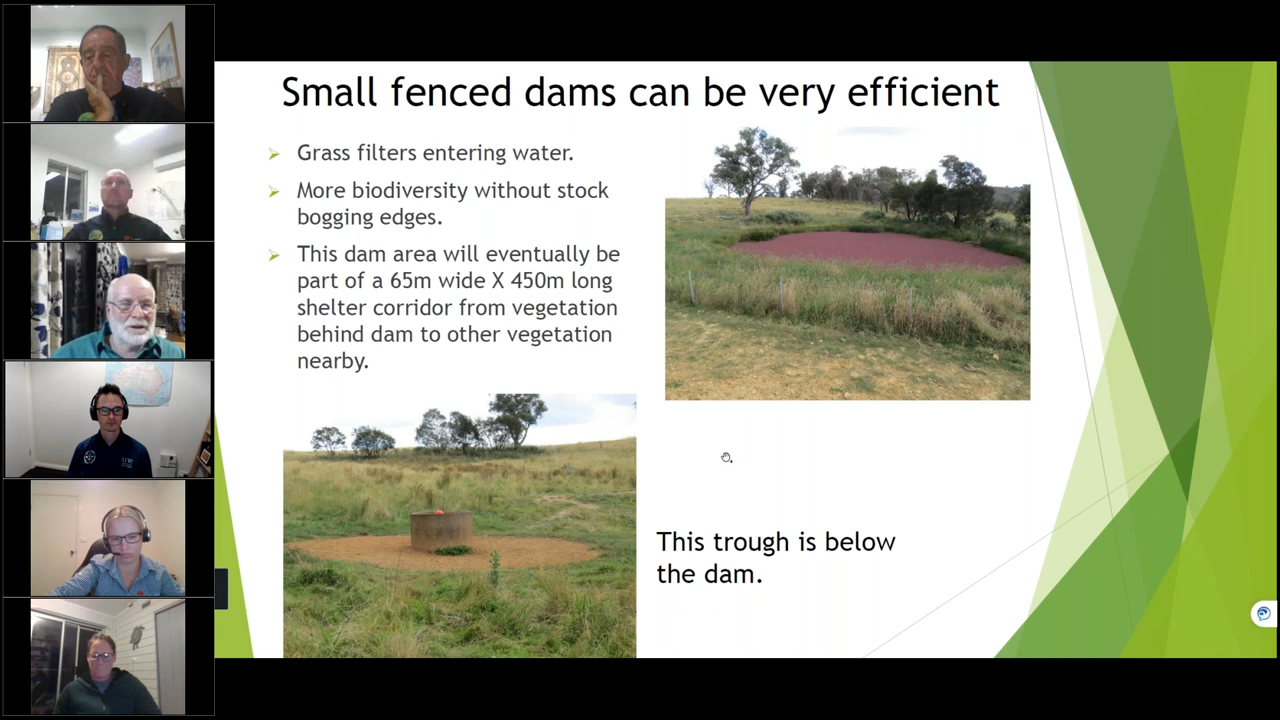 Small fenced dams can be very efficient
Grass filters entering water.
More biodiversity without stock
bogging edges.
This dam area will eventually be
part of a 65m wide X 450m long
shelter corridor from vegetation
behind dam to other vegetation
nearby.
This trough is below
the dam.